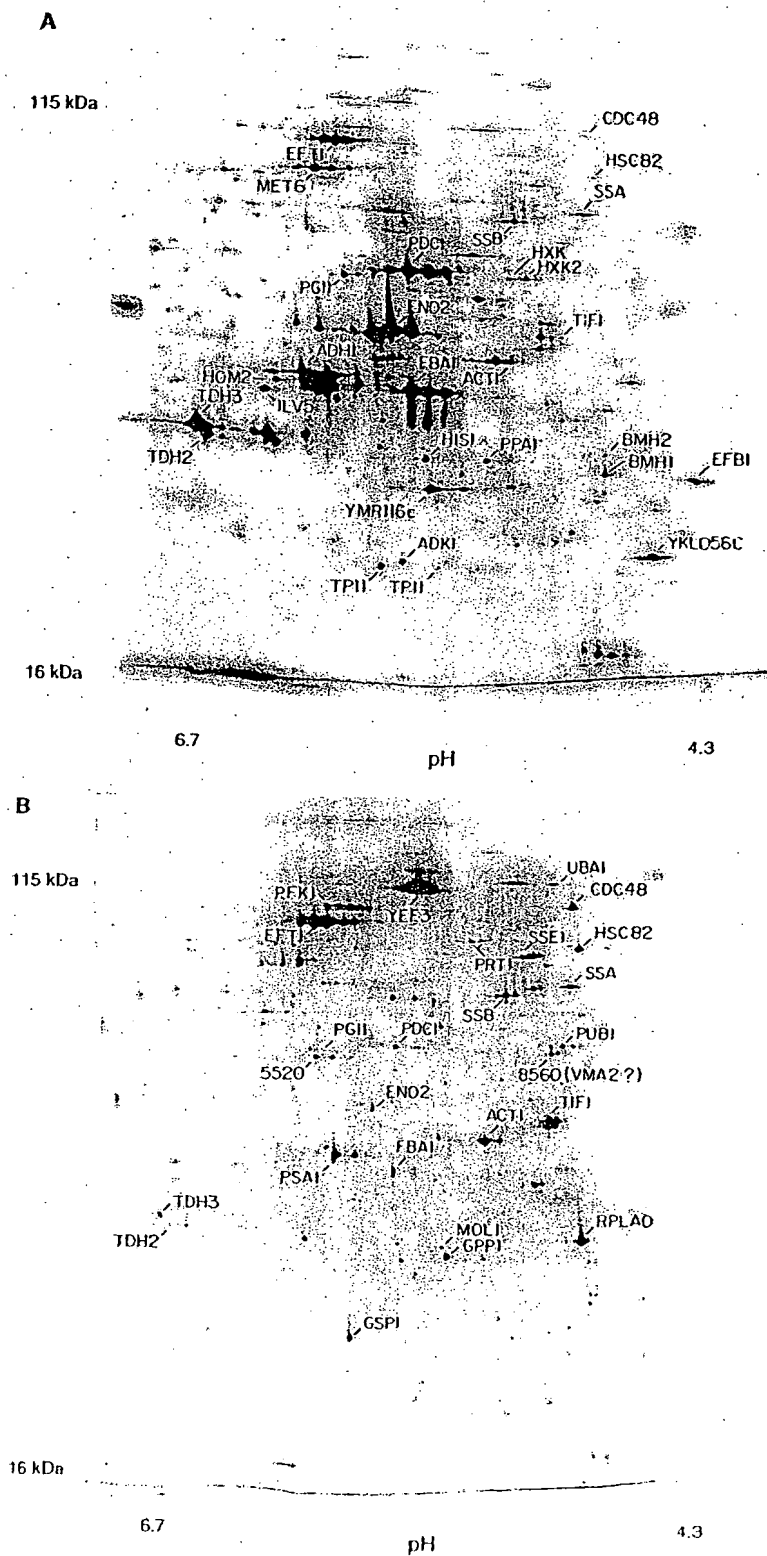 A
115 kDa
CDC48
EFT1
HSC82
MET6
SSA
SSB
PDC1
HXK
HXK2
PGI1
ENO2
TIF1
ADH1
FBA1
HOM2
ACT1
TDH3
ILV5
HIS1
PPA1
BMH2
TDH2
BMH1
EFB1
YMR116c
ADK1
YKL056C
TPI1
TPI1
16 kDa
6.7
4.3
pH
B
UBA1
115 kDa
PFK1
CDC48
YEF3
EFT1
SSE1
HSC82
PRT1
SSA
SSB
PGI1
PDC1
PUB1
5520
8560 (VMA2?)
ENO2
ACT1
TIF1
FBA1
PSA1
TDH3
TDH2
MOL1
RPLA0
GPP1
GSP1
16 kDa
6.7
4.3
pH